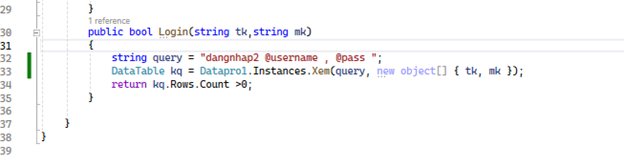 29 }
1 reference
30 public bool Login(string tk,string mk)
31 {
32 string query = "dangnhap2 @username , @pass ";
33 DataTable kq = Datapro1.Instances.Xem(query, new object[] { tk, mk });
34 return kq.Rows.Count >0;
35 }
36
37 }
38 }
39